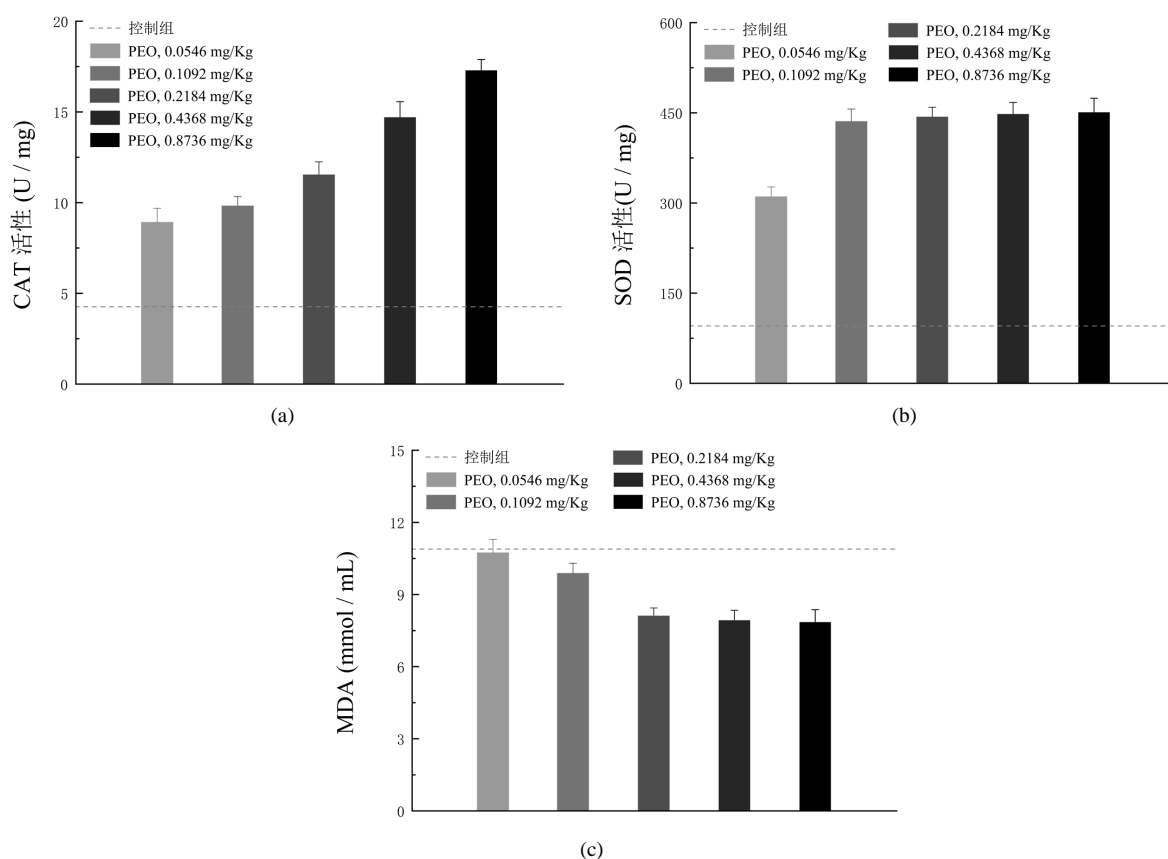 控制组
PEO, 0.0546 mg/Kg
PEO, 0.1092 mg/Kg
PEO, 0.2184 mg/Kg
PEO, 0.4368 mg/Kg
PEO, 0.8736 mg/Kg
20
15
10
5
0
CAT 活性 (U / mg)
(a)
控制组
PEO, 0.0546 mg/Kg
PEO, 0.1092 mg/Kg
PEO, 0.2184 mg/Kg
PEO, 0.4368 mg/Kg
PEO, 0.8736 mg/Kg
600
450
300
150
0
SOD 活性(U / mg)
(b)
控制组
PEO, 0.0546 mg/Kg
PEO, 0.1092 mg/Kg
PEO, 0.2184 mg/Kg
PEO, 0.4368 mg/Kg
PEO, 0.8736 mg/Kg
15
12
9
6
3
0
MDA (mmol / mL)
(c)